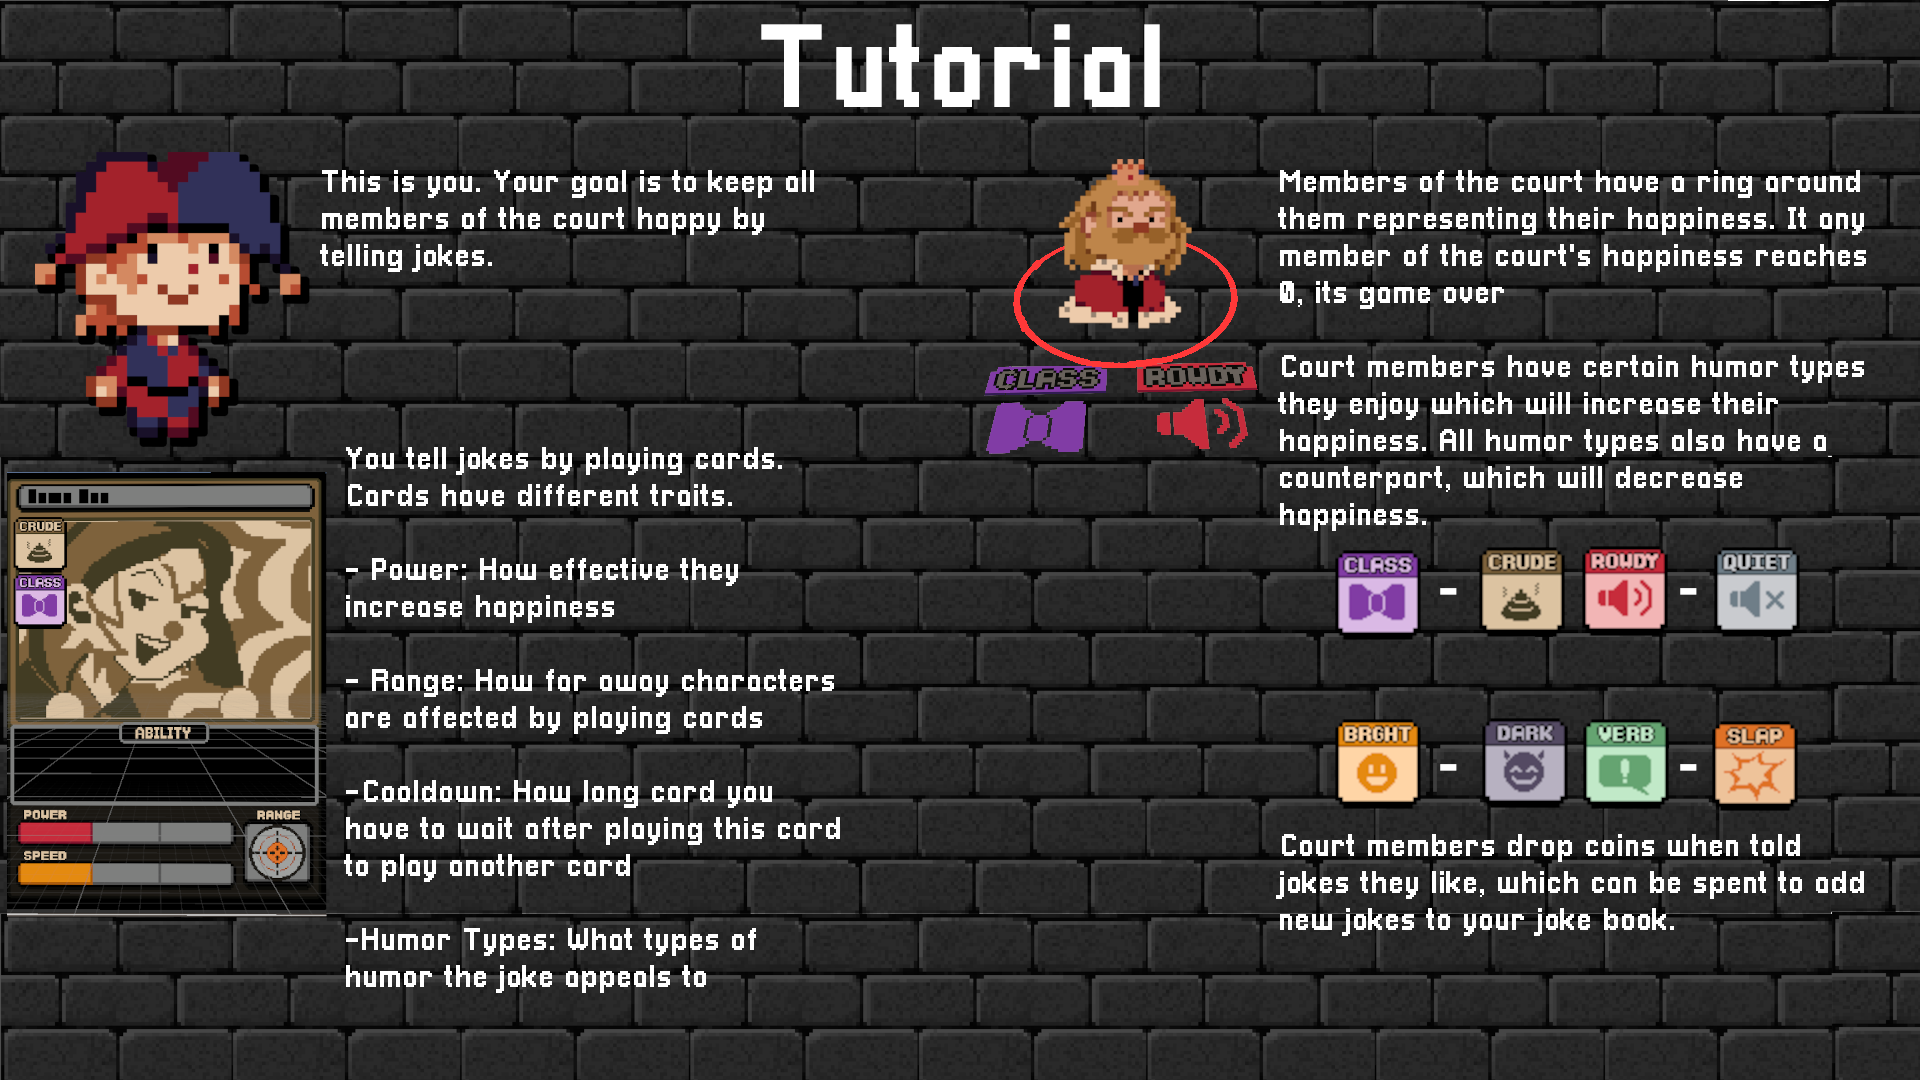 Tutorial
This is you. Your goal is to keep all
members of the court happy by
telling jokes.
You tell jokes by playing cards.
Cards have different traits.
- Power: How effective they
increase happiness
- Range: How far away characters
are affected by playing cards
-Cooldown: How long card you
have to wait after playing this card
to play another card
-Humor Types: What types of
humor the joke appeals to
CRUDE
CLASS
ABILITY
POWER
RANGE
SPEED
Members of the court have a ring around
them representing their happiness. It any
member of the court's happiness reaches
0, its game over
CLASS ROWDY
Court members have certain humor types
they enjoy which will increase their
happiness. All humor types also have a
counterpart, which will decrease
happiness.
CLASS - CRUDE ROWDY - QUIET
BRGHT - DARK VERB - SLAP
Court members drop coins when told
jokes they like, which can be spent to add
new jokes to your joke book.